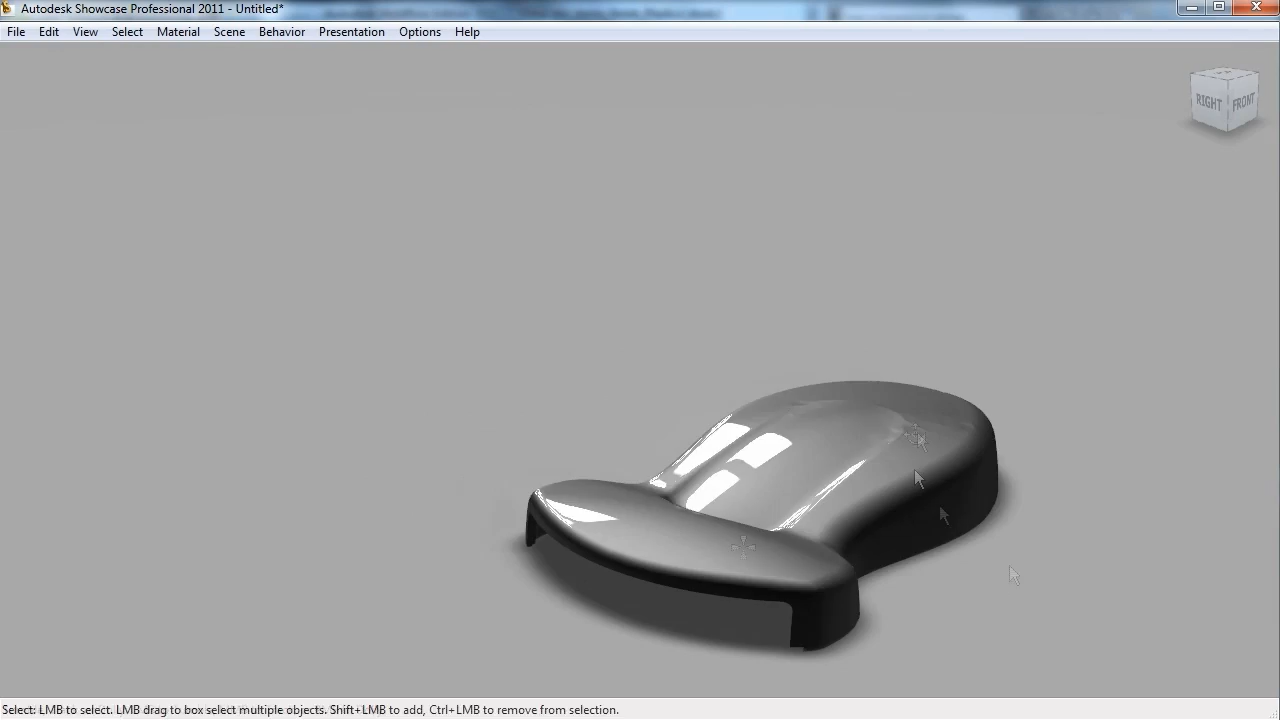 Autodesk Showcase Professional 2011 - Untitled*
File Edit View Select Material Scene Behavior Presentation Options Help
RIGHT FRONT
Select: LMB to select. LMB drag to box select multiple objects. Shift+LMB to add, Ctrl+LMB to remove from selection.